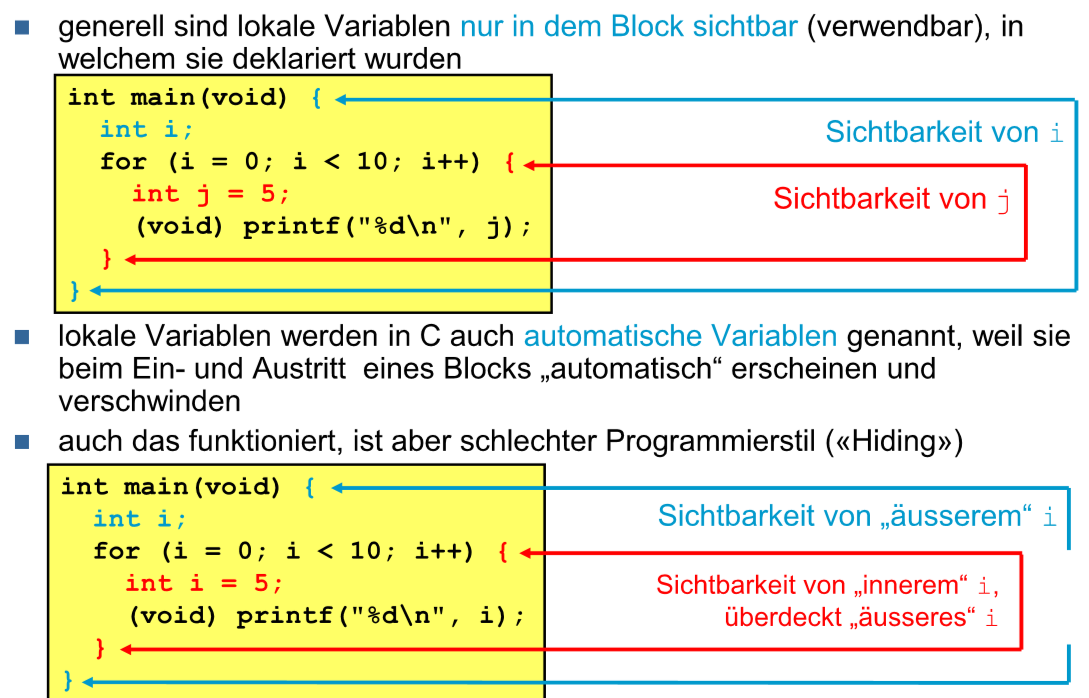 generell sind lokale Variablen nur in dem Block sichtbar (verwendbar), in
welchem sie deklariert wurden
int main(void) {
int i;
Sichtbarkeit von i
for (i = 0; i < 10; i++) {
int j = 5;
Sichtbarkeit von j
(void) printf("%d\n", j);
}
}
lokale Variablen werden in C auch automatische Variablen genannt, weil sie
beim Ein- und Austritt eines Blocks „automatisch“ erscheinen und
verschwinden
auch das funktioniert, ist aber schlechter Programmierstil («Hiding»)
int main(void) {
int i;
Sichtbarkeit von „äusserem“ i
for (i = 0; i < 10; i++) {
int i = 5;
Sichtbarkeit von „innerem“ i,
(void) printf("%d\n", i);
überdeckt „äusseres“ i
}
}